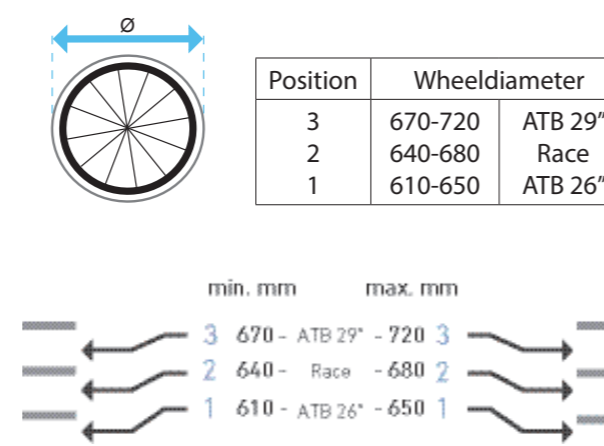 Ø
Position Wheeldiameter
3 670-720 ATB 29"
2 640-680 Race
1 610-650 ATB 26"
min. mm max. mm
3 670 - ATB 29" - 720 3
2 640 - Race - 680 2
1 610 - ATB 26" - 650 1